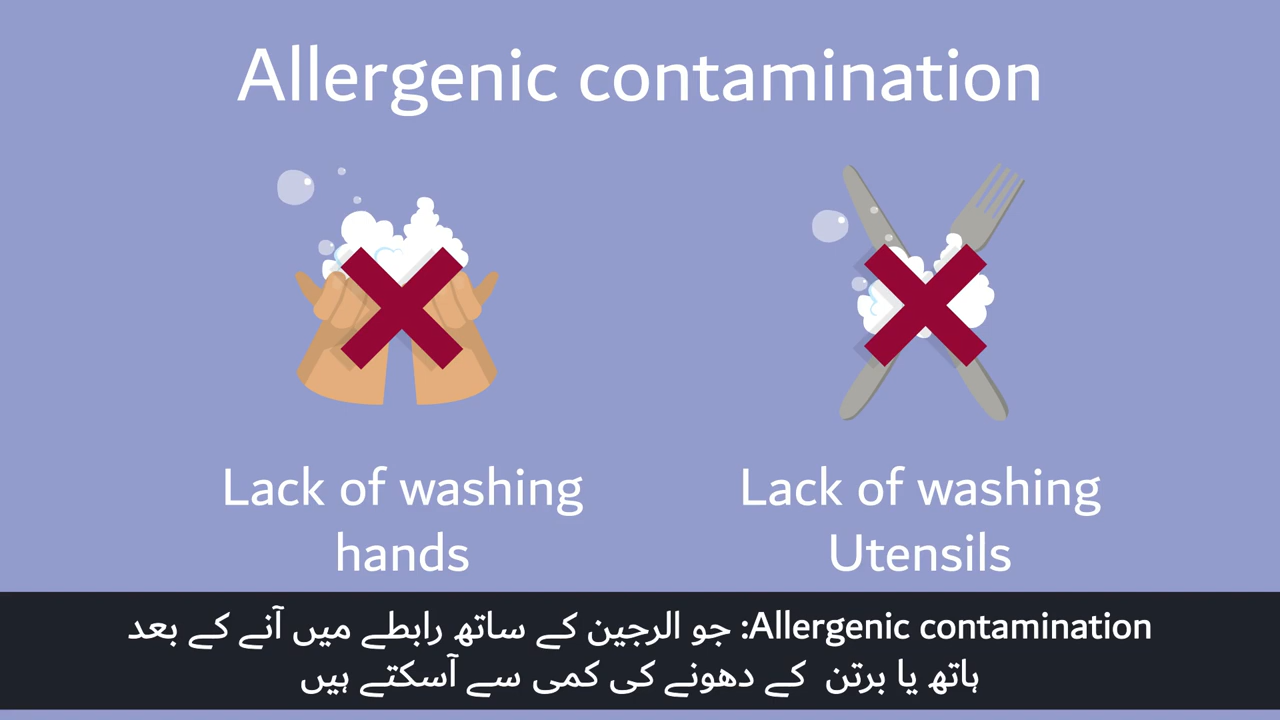 Allergenic contamination
Lack of washing
hands
Lack of washing
Utensils
Allergenic contamination: جو الرجین کے ساتھ رابطے میں آنے کے بعد
ہاتھ یا برتن  کے دھونے کی کمی سے آسکتے ہیں